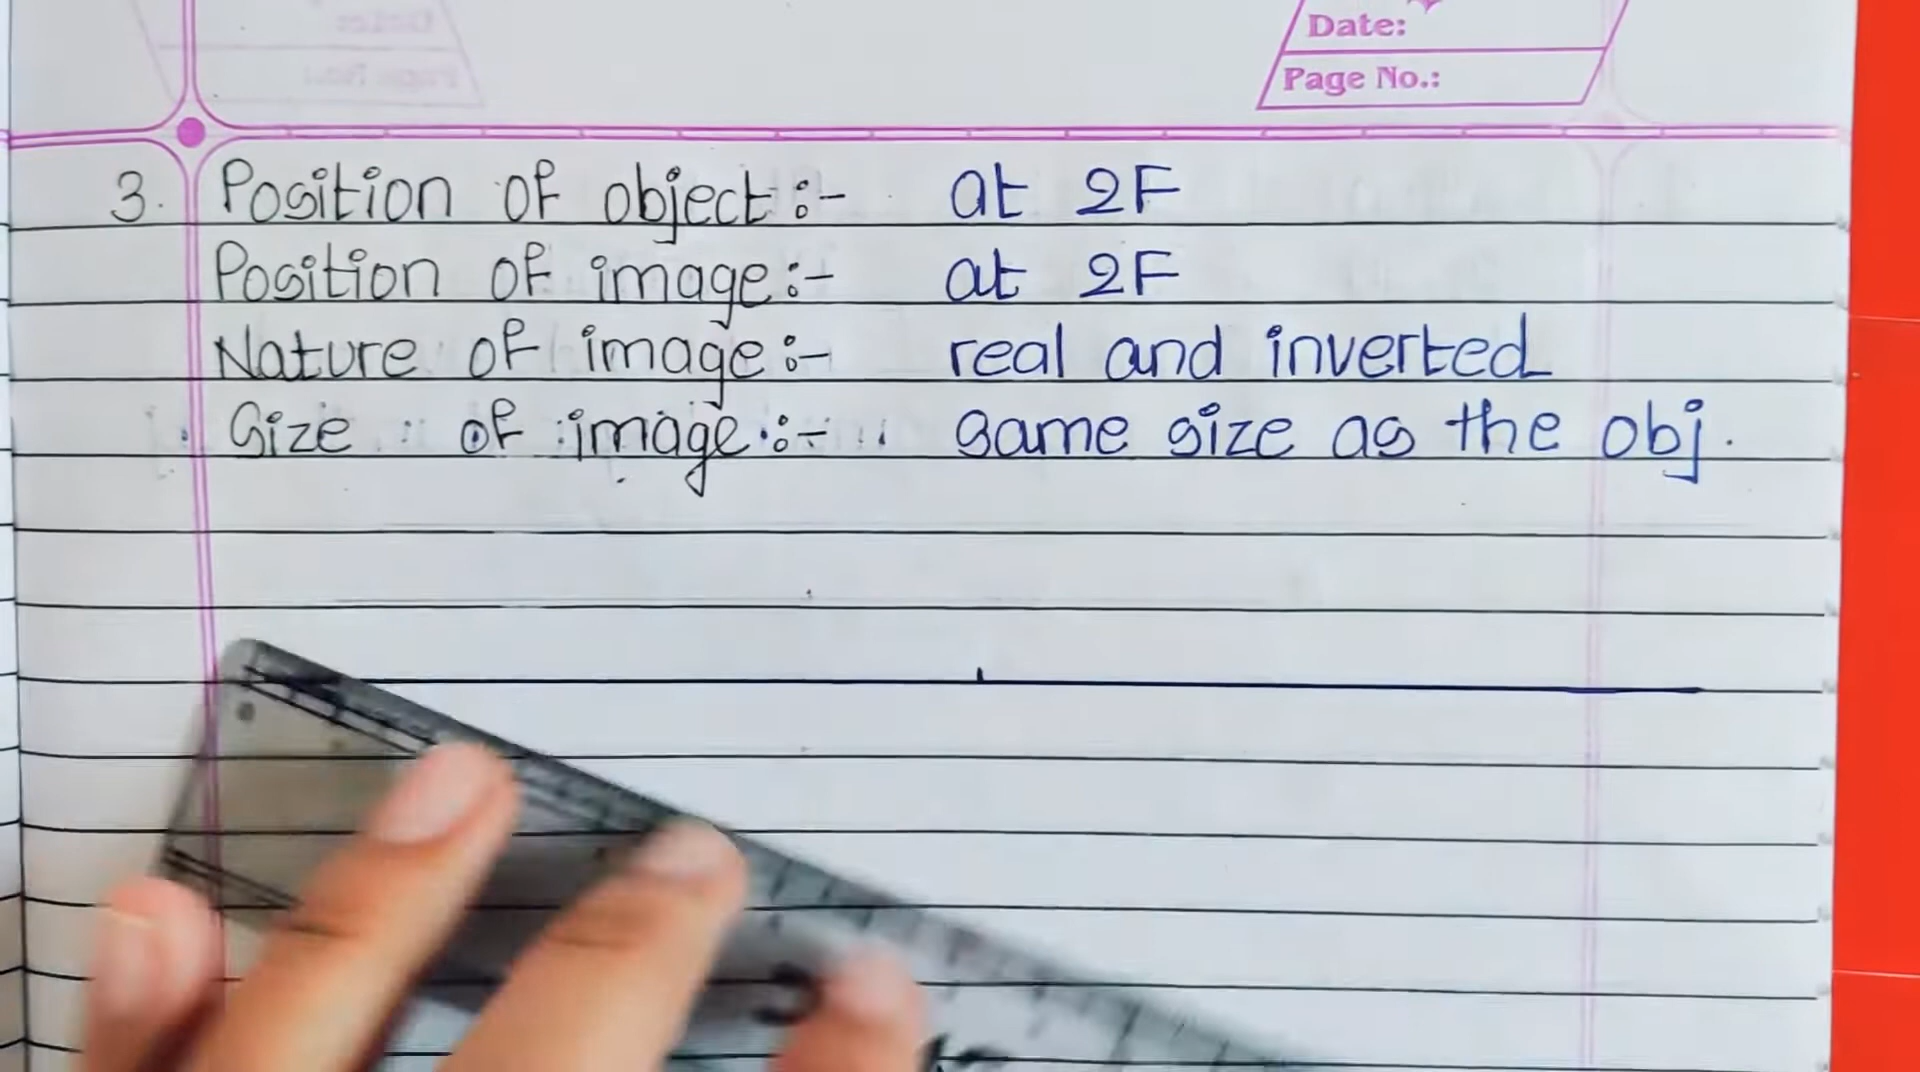 Date:
Page No.:
3. Position of object:- at 2F
Position of image:- at 2F
Nature of image:- real and inverted
Size of image:- same size as the obj.